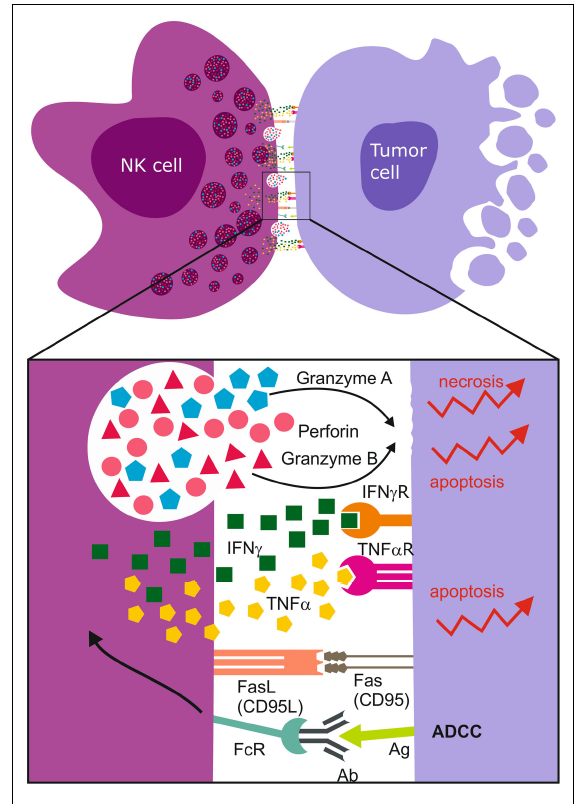 NK cell
Tumor
cell
Granzyme A
necrosis
Perforin
Granzyme B
apoptosis
IFNγR
IFNγ
TNFαR
TNFα
apoptosis
FasL
(CD95L)
Fas
(CD95)
ADCC
FcR
Ag
Ab